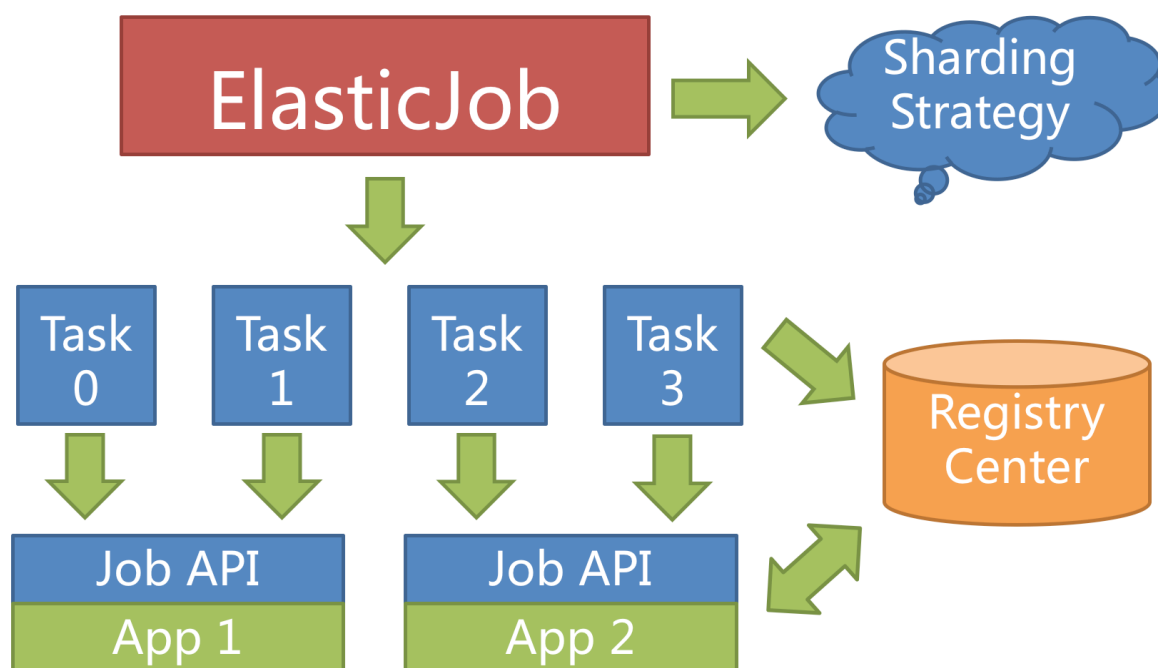 ElasticJob
Sharding
Strategy
Task
0
Task
1
Task
2
Task
3
Registry
Center
Job API
App 1
Job API
App 2